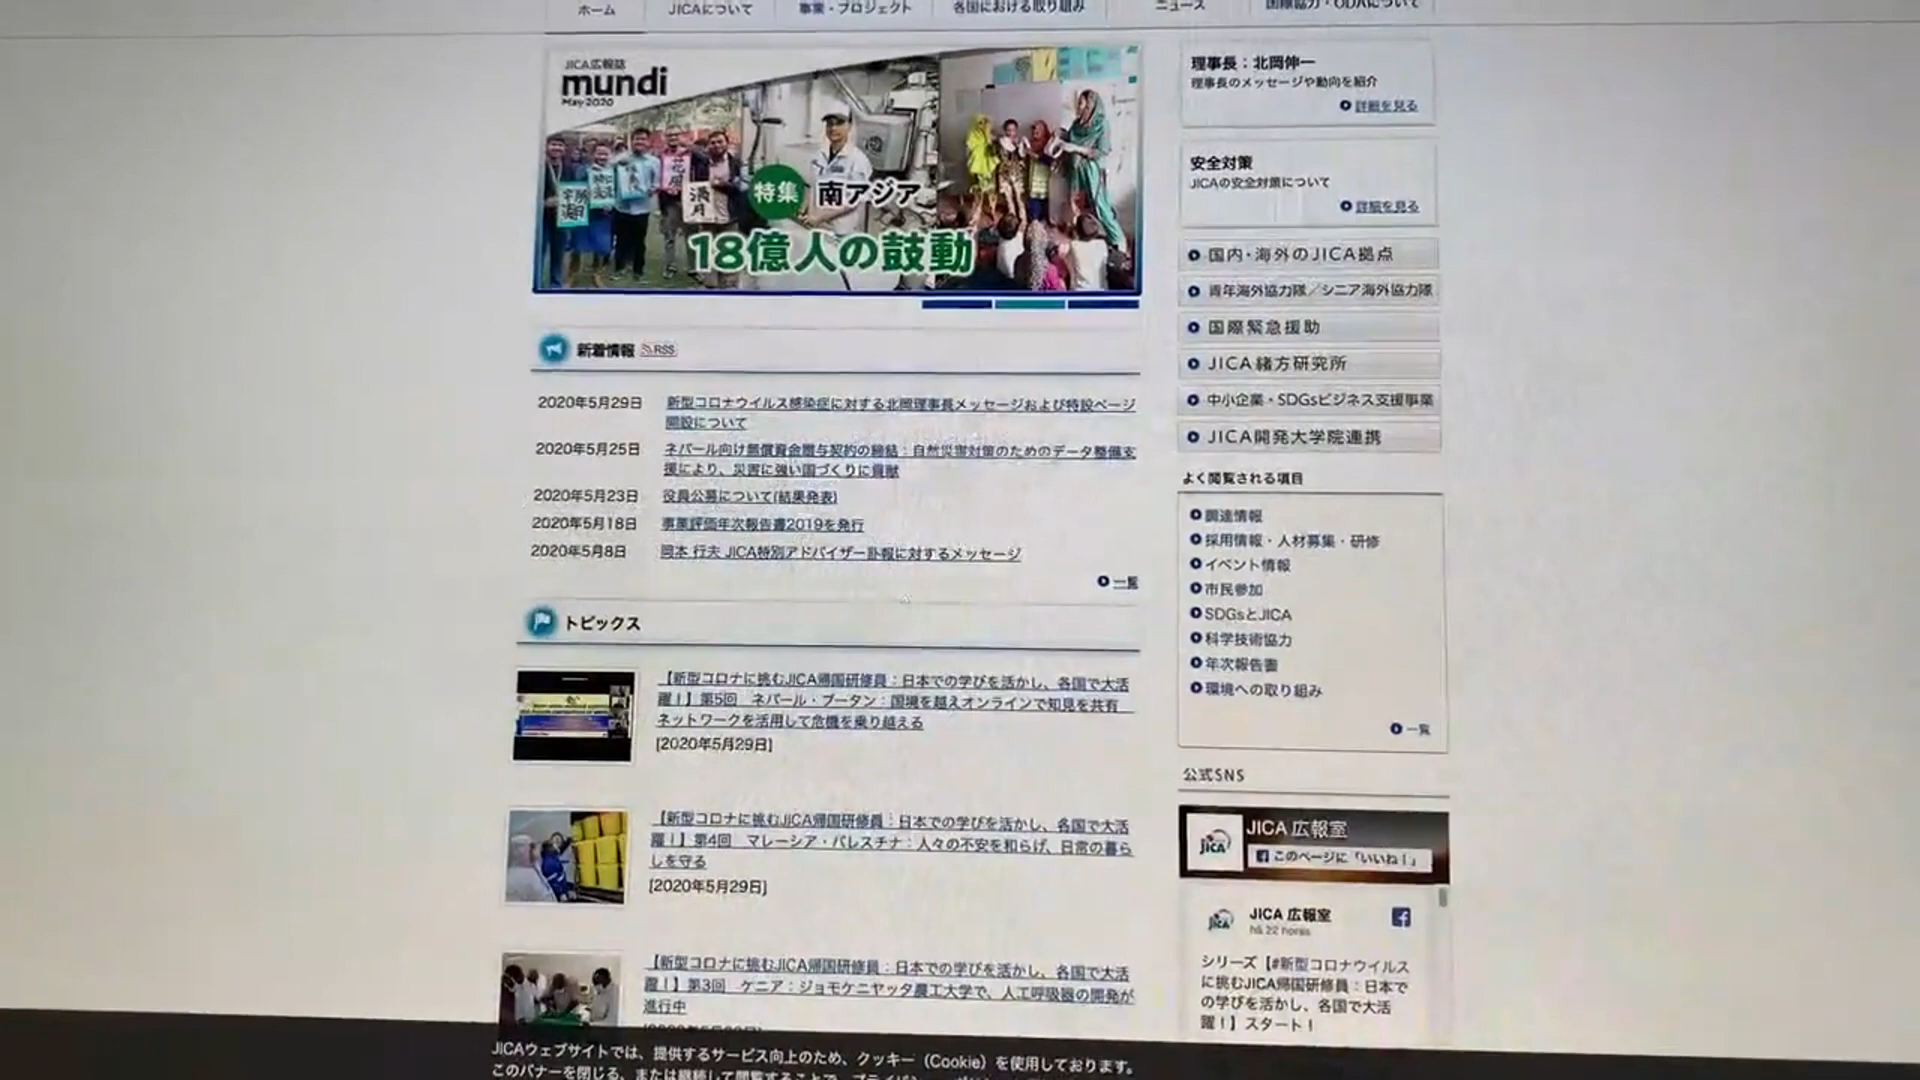 ホーム
JICAについて
事業・プロジェクト
各国における取り組み
ニュース
国際協力・ODAについて
JICA広報誌
mundi
May 2020
満月
特集 南アジア
18億人の鼓動
新着情報 RSS
2020年5月29日 新型コロナウイルス感染症に対する北岡理事長メッセージおよび特設ページ
開設について
2020年5月25日 ネパール向け無償資金贈与契約の締結：自然災害対策のためのデータ整備支
援により、災害に強い国づくりに貢献
2020年5月23日 役員公募について(結果発表)
2020年5月18日 事業評価年次報告書2019を発行
2020年5月8日 岡本 行夫 JICA特別アドバイザー訃報に対するメッセージ
一覧
トピックス
【新型コロナに挑むJICA帰国研修員：日本での学びを活かし、各国で大活
躍！】第5回 ネパール・ブータン：国境を越えオンラインで知見を共有
ネットワークを活用して危機を乗り越える
[2020年5月29日]
【新型コロナに挑むJICA帰国研修員：日本での学びを活かし、各国で大活
躍！】第4回 マレーシア・パレスチナ：人々の不安を和らげ、日常の暮ら
しを守る
[2020年5月29日]
【新型コロナに挑むJICA帰国研修員：日本での学びを活かし、各国で大活
躍！】第3回 ケニア：ジョモケニヤッタ農工大学で、人工呼吸器の開発が
進行中
理事長：北岡伸一
理事長のメッセージや動向を紹介
詳細を見る
安全対策
JICAの安全対策について
詳細を見る
国内・海外のJICA拠点
青年海外協力隊／シニア海外協力隊
国際緊急援助
JICA緒方研究所
中小企業・SDGsビジネス支援事業
JICA開発大学院連携
よく閲覧される項目
調達情報
採用情報・人材募集・研修
イベント情報
市民参加
SDGsとJICA
科学技術協力
年次報告書
環境への取り組み
一覧
公式SNS
JICA
JICA 広報室
このページに「いいね！」
JICA
JICA 広報室
há 22 horas
シリーズ【#新型コロナウイルス
に挑むJICA帰国研修員：日本で
の学びを活かし、各国で大活
躍！】スタート！
JICAウェブサイトでは、提供するサービス向上のため、クッキー（Cookie）を使用しております。
このバナーを閉じる、または継続して閲覧することで、